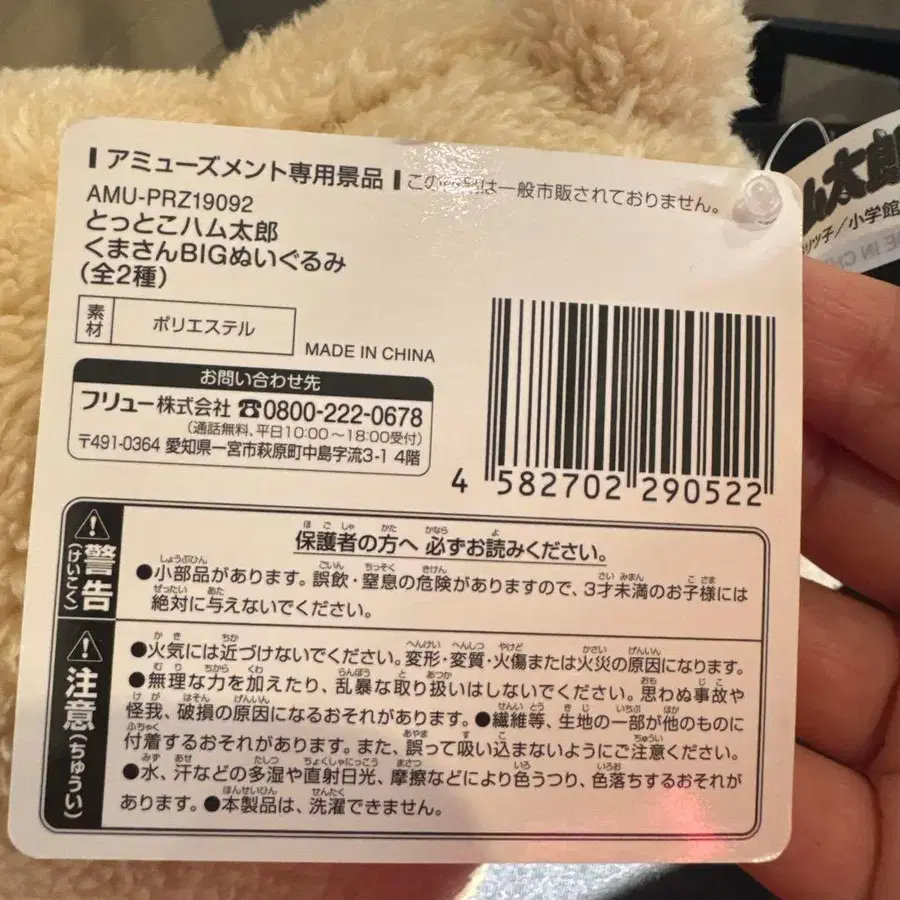 アミューズメント専用景品 この は一般市販されておりません。
AMU-PRZ19092
とっとこハム太郎
くまさんBIGぬいぐるみ
(全2種)
素材 ポリエステル
MADE IN CHINA
お問い合わせ先
フリュー株式会社 ☎0800-222-0678
(通話無料、平日10:00〜18:00受付)
〒491-0364 愛知県一宮市萩原町中島字流3-1 4階
4 582702 290522
警告(けいこく)
保護者の方へ 必ずお読みください。
●小部品があります。誤飲・窒息の危険がありますので、3才未満のお子様には
絶対に与えないでください。
注意(ちゅうい)
●火気には近づけないでください。変形・変質・火傷または火災の原因になります。
●無理な力を加えたり、乱暴な取り扱いはしないでください。思わぬ事故や
怪我、破損の原因になるおそれがあります。●繊維等、生地の一部が他のものに
付着するおそれがあります。また、誤って吸い込まないようにご注意ください。
●水、汗などの多湿や直射日光、摩擦などにより色うつり、色落ちするおそれが
あります。●本製品は、洗濯できません。
ム太郎
ツ子/小学館